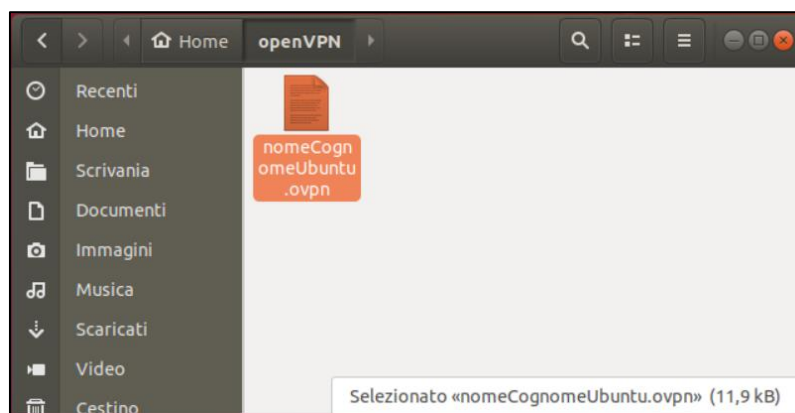 Home openVPN
Recenti
Home
Scrivania
Documenti
Immagini
Musica
Scaricati
Video
Cestino
nomeCogn
omeUbuntu
.ovpn
Selezionato «nomeCognomeUbuntu.ovpn» (11,9 kB)